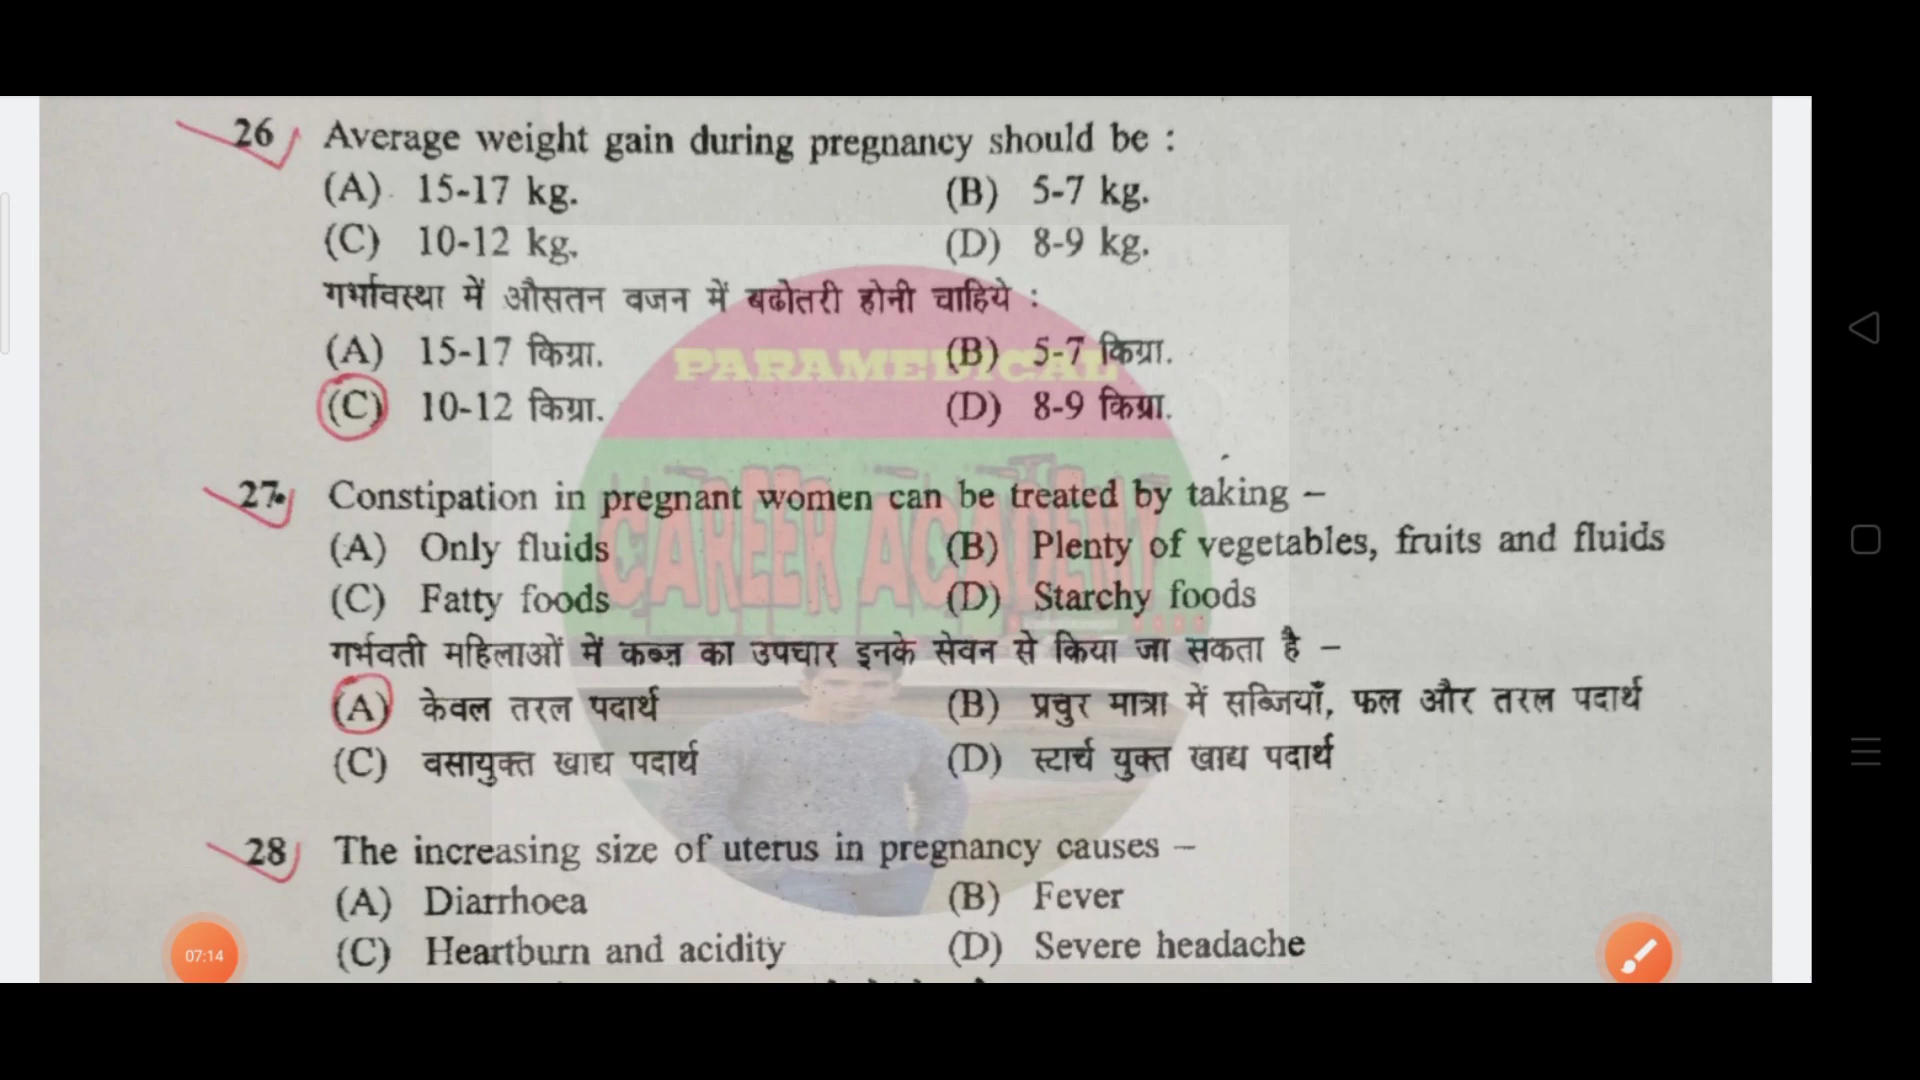 26 Average weight gain during pregnancy should be :
(A) 15-17 kg. (B) 5-7 kg.
(C) 10-12 kg. (D) 8-9 kg.
गर्भावस्था में औसतन वजन में बढोतरी होनी चाहिये :
(A) 15-17 किग्रा. (B) 5-7 किग्रा.
(C) 10-12 किग्रा. (D) 8-9 किग्रा.
PARAMEDICAL
27. Constipation in pregnant women can be treated by taking –
(A) Only fluids (B) Plenty of vegetables, fruits and fluids
(C) Fatty foods (D) Starchy foods
CAREER ACADEMY...
गर्भवती महिलाओं में कब्ज का उपचार इनके सेवन से किया जा सकता है –
(A) केवल तरल पदार्थ (B) प्रचुर मात्रा में सब्जियाँ, फल और तरल पदार्थ
(C) वसायुक्त खाद्य पदार्थ (D) स्टार्च युक्त खाद्य पदार्थ
28 The increasing size of uterus in pregnancy causes –
(A) Diarrhoea (B) Fever
(C) Heartburn and acidity (D) Severe headache
07:14